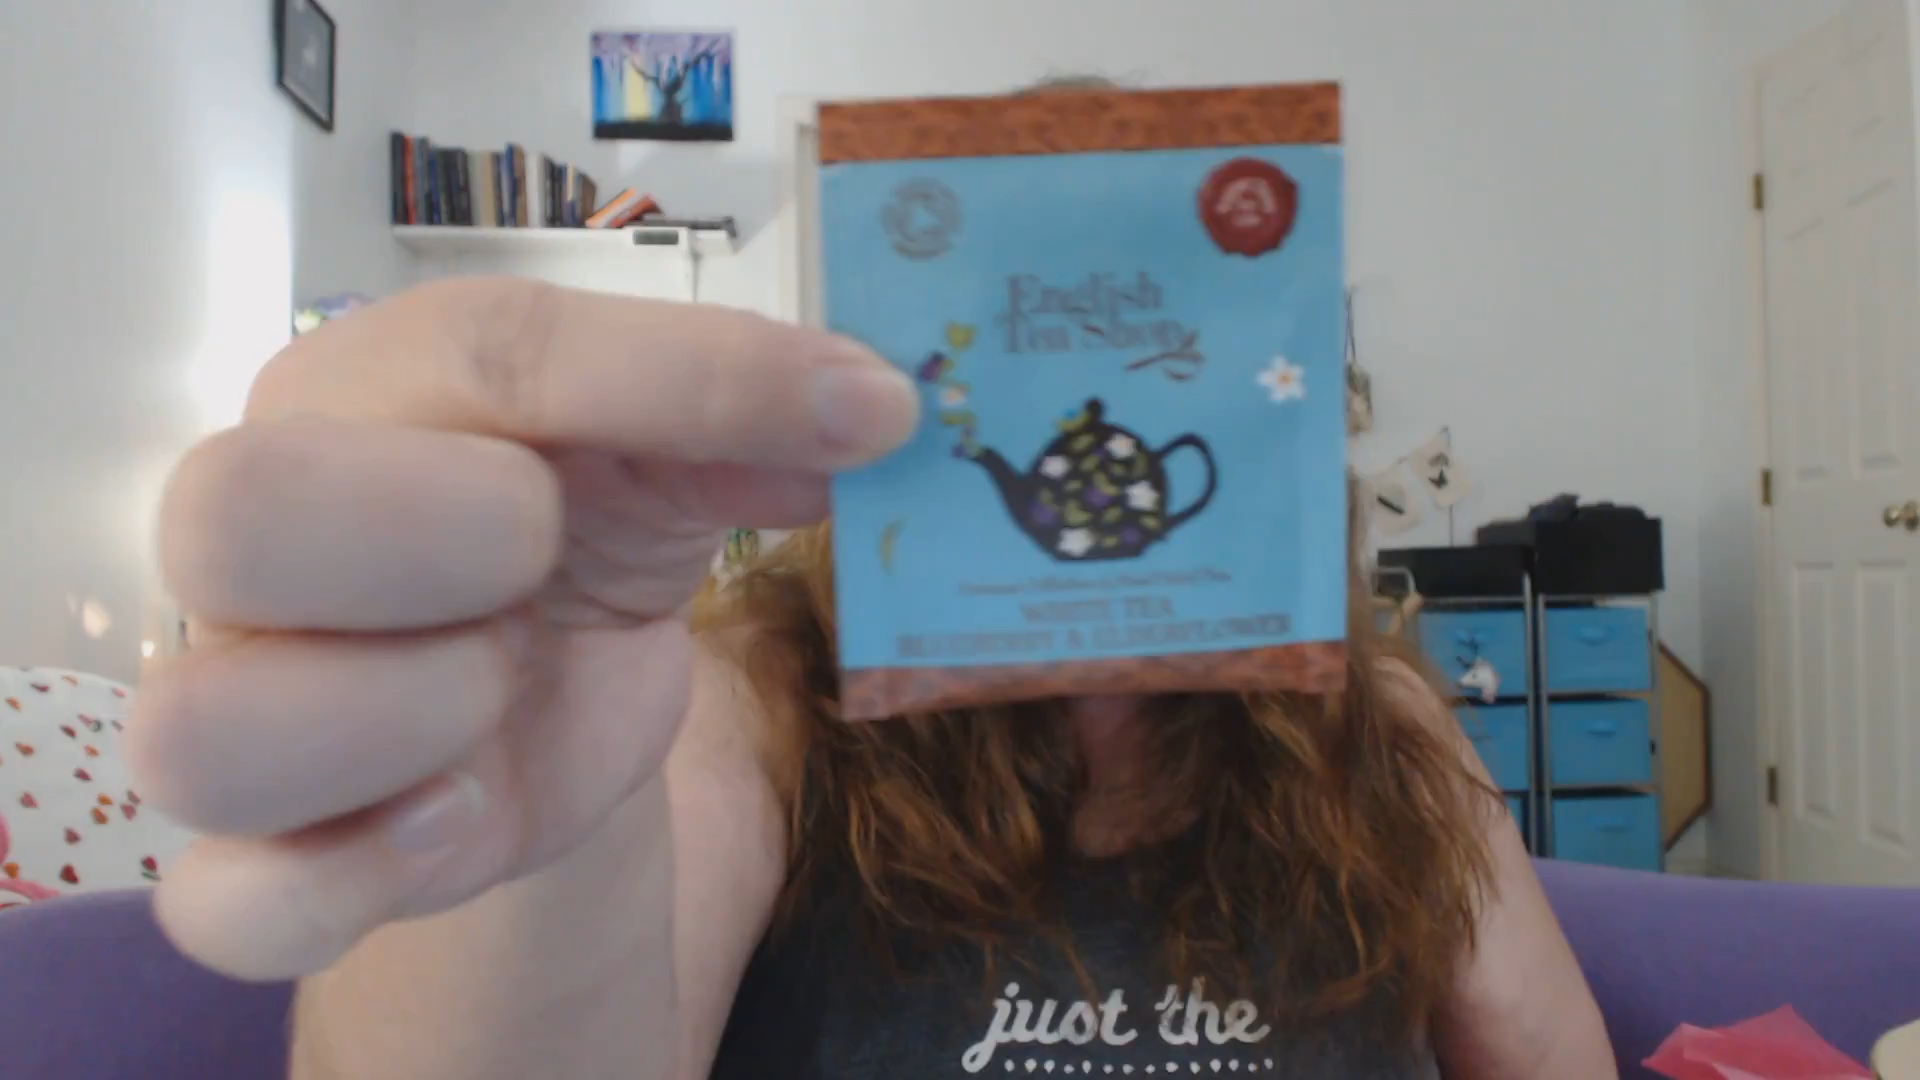 English
Tea Shop
WHITE TEA
BLUEBERRY & ELDERFLOWER
just the